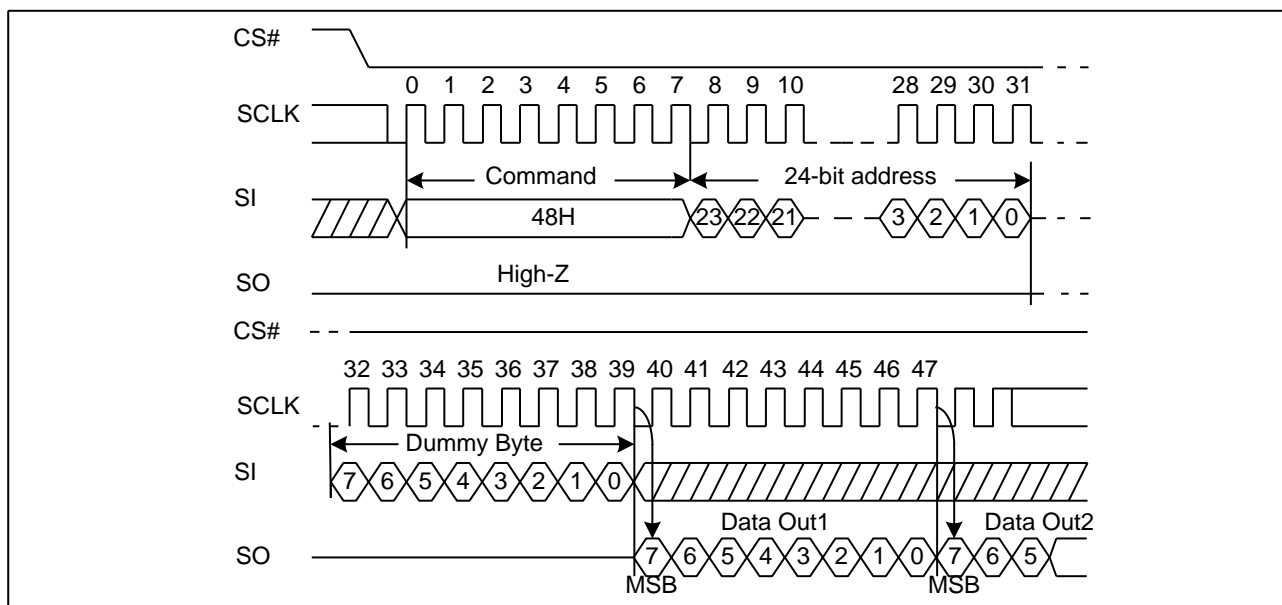 CS#
0 1 2 3 4 5 6 7 8 9 10 28 29 30 31
SCLK
Command 24-bit address
SI
48H 23 22 21 3 2 1 0
High-Z
SO
CS#
32 33 34 35 36 37 38 39 40 41 42 43 44 45 46 47
SCLK
Dummy Byte
SI
7 6 5 4 3 2 1 0
Data Out1 Data Out2
SO
7 6 5 4 3 2 1 0 7 6 5
MSB MSB